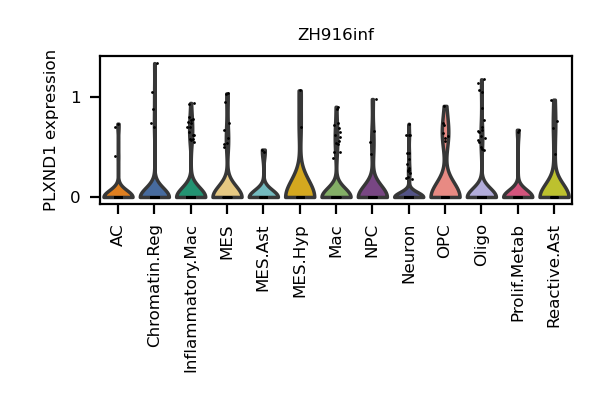 ZH916inf
PLXND1 expression
1
0
AC
Chromatin.Reg
Inflammatory.Mac
MES
MES.Ast
MES.Hyp
Mac
NPC
Neuron
OPC
Oligo
Prolif.Metab
Reactive.Ast